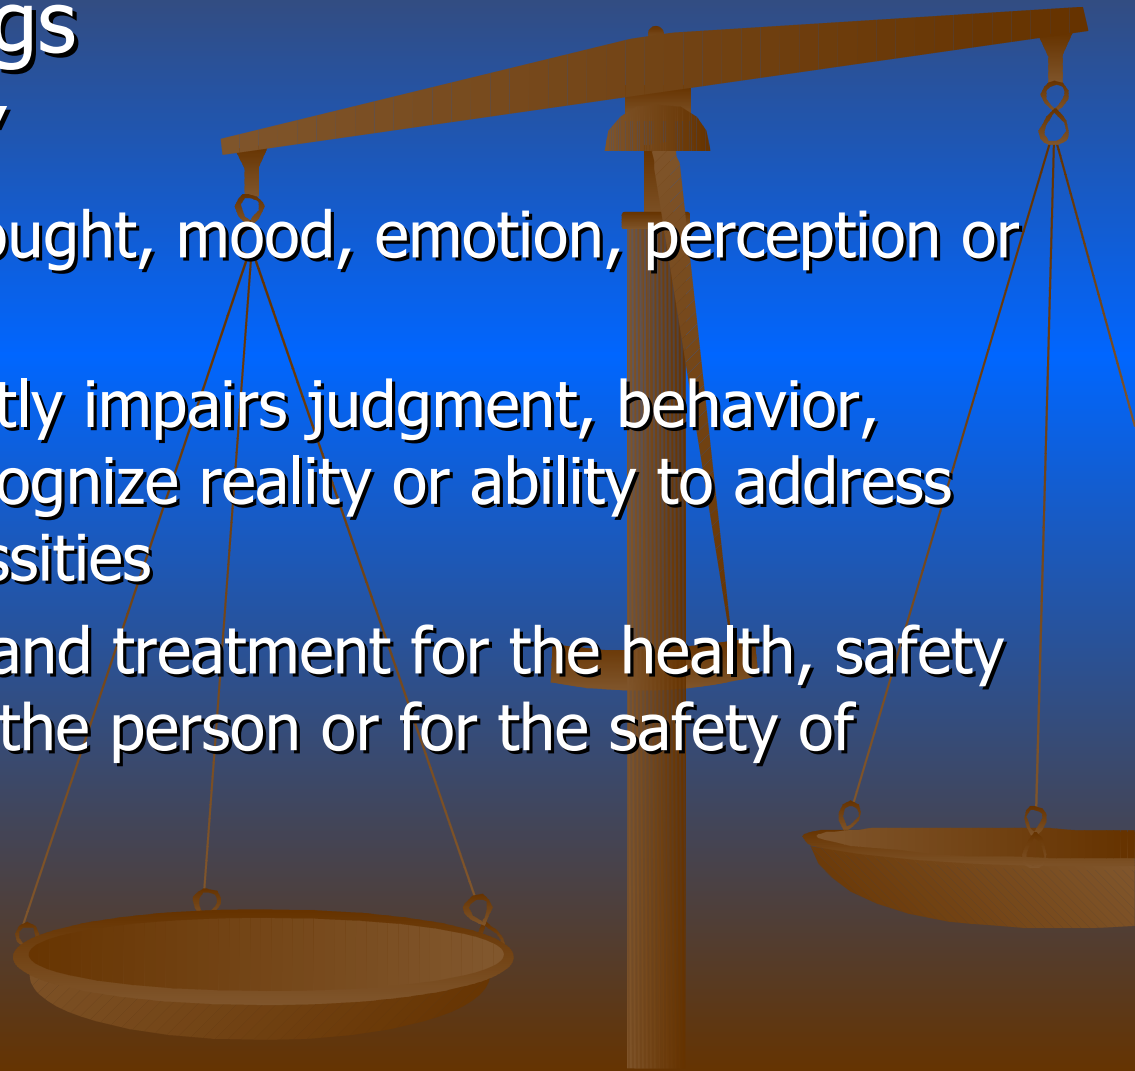 gs
ought, mood, emotion, perception or
tly impairs judgment, behavior,
ognize reality or ability to address
ssities
and treatment for the health, safety
the person or for the safety of